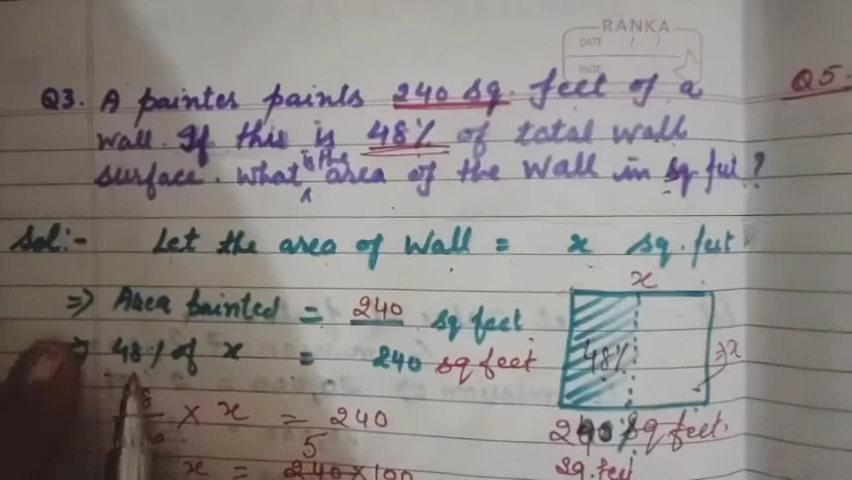 RANKA
DATE / /
PAGE
Q3. A painter paints 240 sq. feet of a
Q5.
wall. If this is 48% of total wall
surface. What is the area of the wall in sq. feet?
Sol:- Let the area of Wall = x sq. feet
x
⇒ Area painted = 240 sq feet
⇒ 48% of x = 240 sq feet
48%
x
× x = 240
240 sq feet.
5
x = 240×100
sq. feet